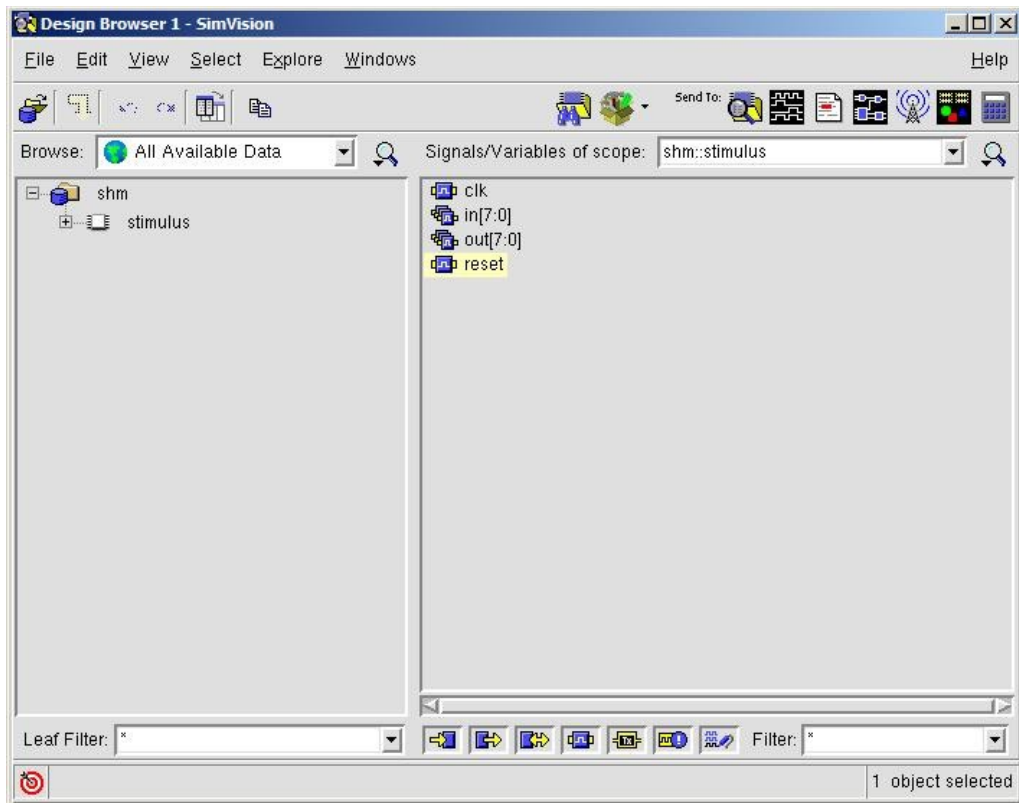 Design Browser 1 - SimVision
File Edit View Select Explore Windows Help
Send To:
Browse: All Available Data
Signals/Variables of scope: shm::stimulus
shm
stimulus
clk
in[7:0]
out[7:0]
reset
Leaf Filter: *
Filter: *
1 object selected